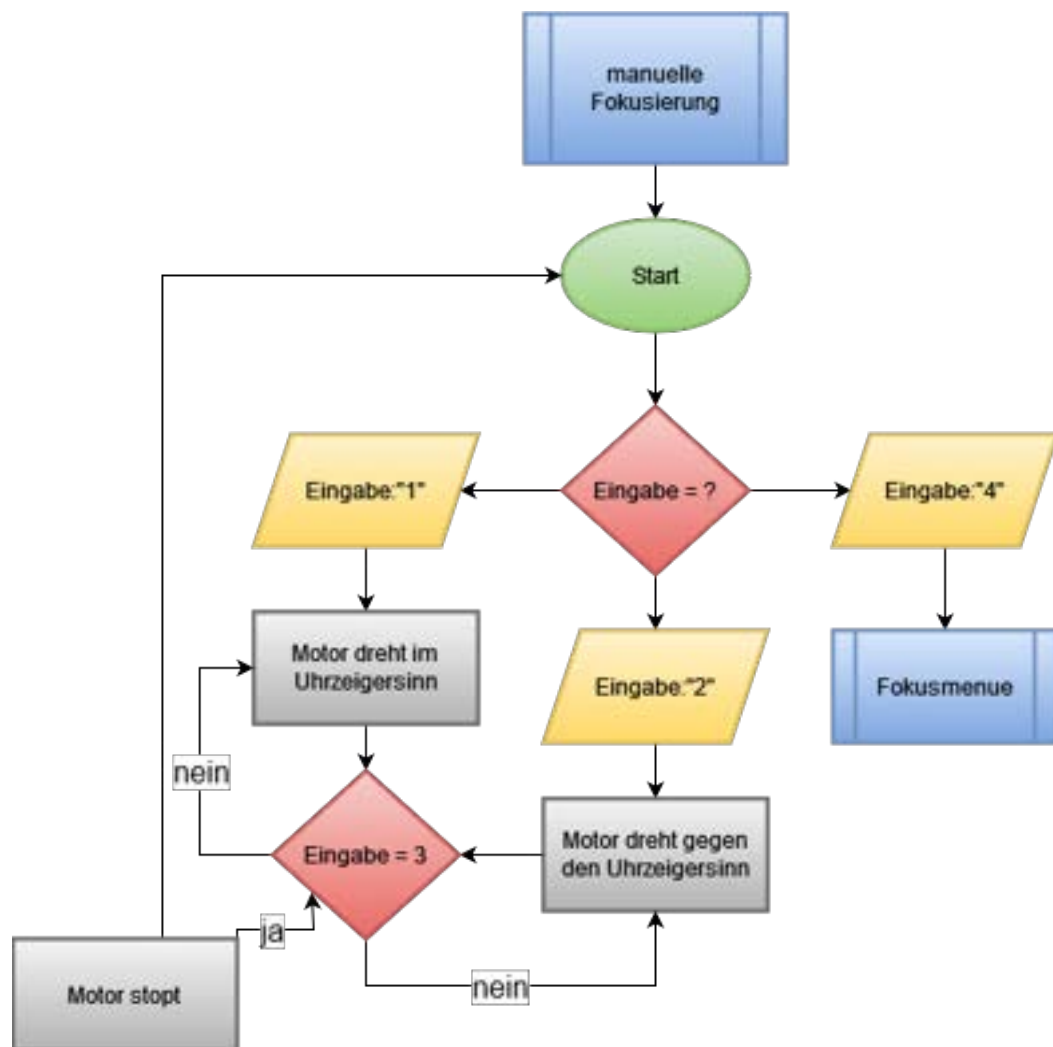 manuelle
Fokusierung
Start
Eingabe:"1"
Eingabe = ?
Eingabe:"4"
Motor dreht im
Uhrzeigersinn
Eingabe:"2"
Fokusmenue
nein
Eingabe = 3
Motor dreht gegen
den Uhrzeigersinn
ja
Motor stopt
nein